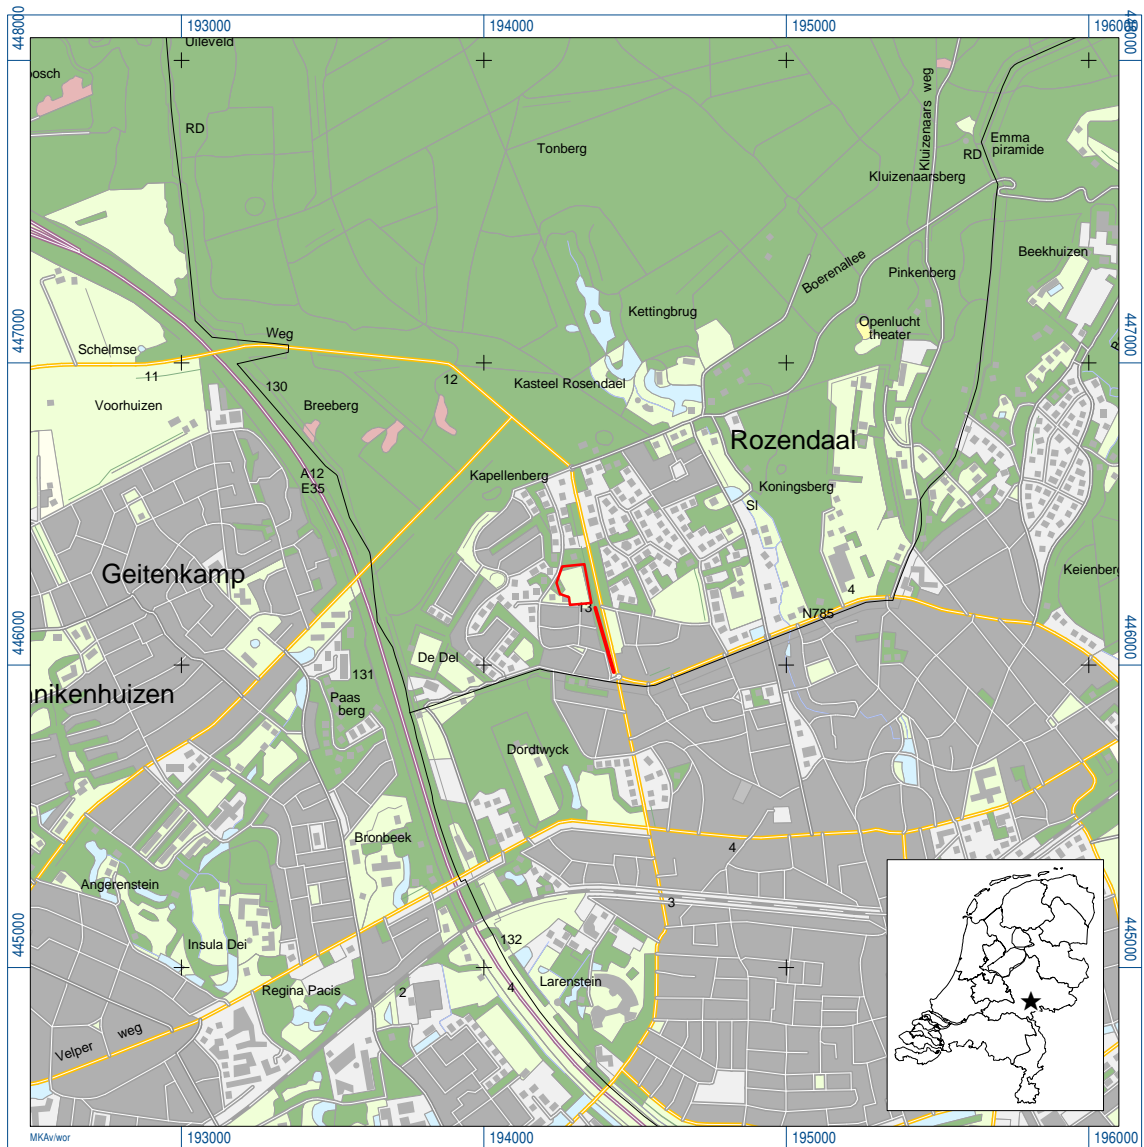 193000
194000
195000
196000
448000
448000
Uileveld
bosch
RD
Tonberg
Kluizenaars weg
Emma
piramide
RD
Kluizenaarsberg
Beekhuizen
Boerenallee
Pinkenberg
Kettingbrug
Openlucht
theater
447000
447000
Weg
Schelmse
11
130
12
Kasteel Rosendael
Voorhuizen
Breeberg
Rozendaal
A12
E35
Kapellenberg
Koningsberg
Sl
Geitenkamp
Keienberg
13
4
N785
446000
446000
De Del
131
nnikenhuizen
Paas
berg
Dordtwyck
Bronbeek
4
Angerenstein
3
Insula Dei
132
445000
445000
Larenstein
Regina Pacis
2
4
Velper weg
MKAv/wor
193000
194000
195000
196000